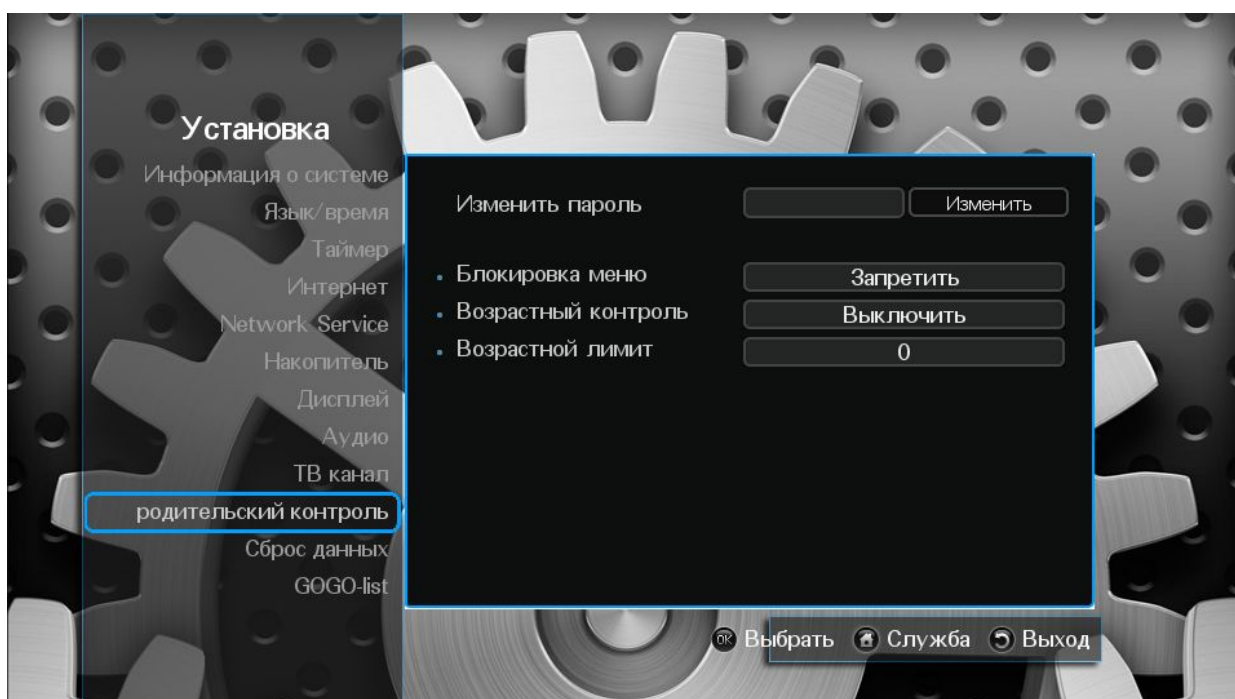 Установка
Информация о системе
Язык/время
Таймер
Интернет
Network Service
Накопитель
Дисплей
Аудио
ТВ канал
родительский контроль
Сброс данных
GOGO-list
Изменить пароль
Изменить
Блокировка меню
Запретить
Возрастный контроль
Выключить
Возрастной лимит
0
OK Выбрать
Служба
Выход